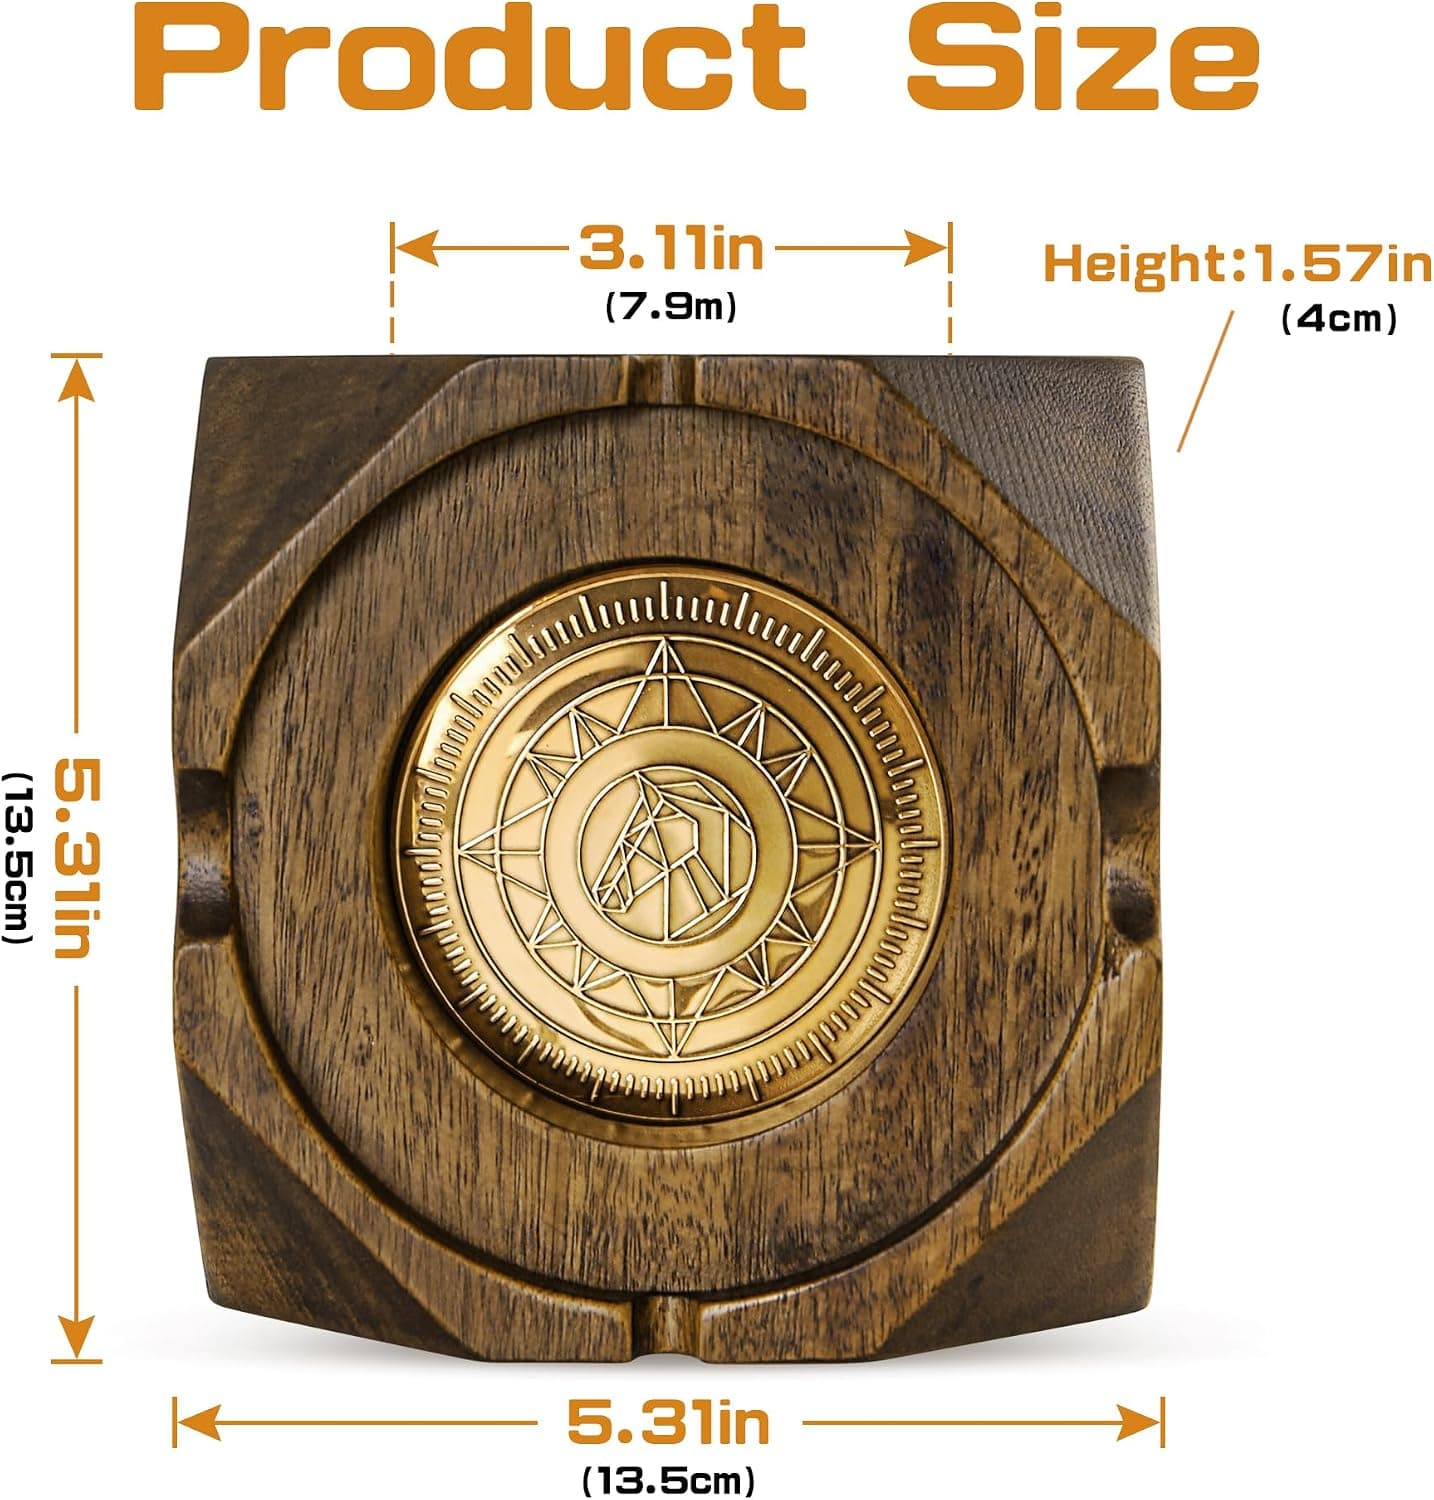 Product Size
3.11in
(7.9m)
Height:1.57in
(4cm)
5.31in
(13.5cm)
5.31in
(13.5cm)